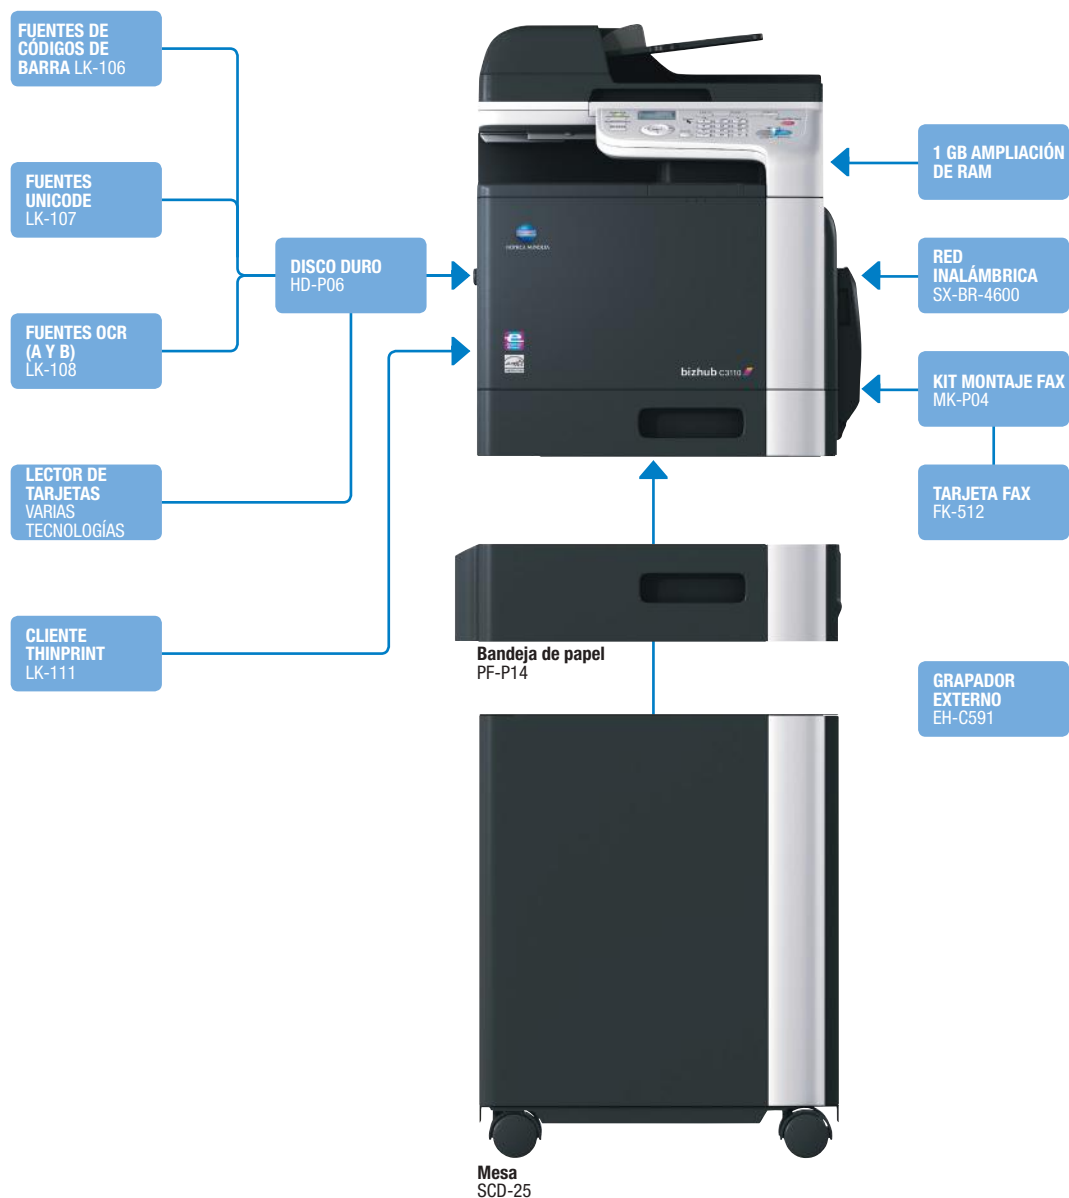 FUENTES DE
CÓDIGOS DE
BARRA LK-106
FUENTES
UNICODE
LK-107
FUENTES OCR
(A Y B)
LK-108
LECTOR DE
TARJETAS
VARIAS
TECNOLOGÍAS
CLIENTE
THINPRINT
LK-111
DISCO DURO
HD-P06
KONICA MINOLTA
bizhub C3110
1 GB AMPLIACIÓN
DE RAM
RED
INALÁMBRICA
SX-BR-4600
KIT MONTAJE FAX
MK-P04
TARJETA FAX
FK-512
GRAPADOR
EXTERNO
EH-C591
Bandeja de papel
PF-P14
Mesa
SCD-25